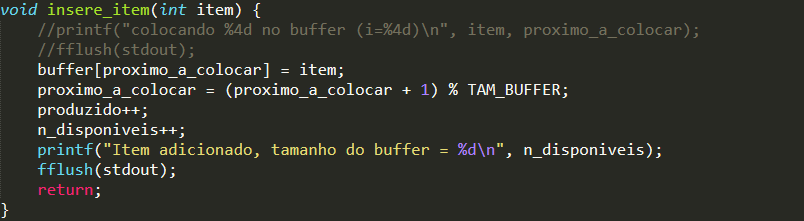 void insere_item(int item) {
    //printf("colocando %4d no buffer (i=%4d)\n", item, proximo_a_colocar);
    //fflush(stdout);
    buffer[proximo_a_colocar] = item;
    proximo_a_colocar = (proximo_a_colocar + 1) % TAM_BUFFER;
    produzido++;
    n_disponiveis++;
    printf("Item adicionado, tamanho do buffer = %d\n", n_disponiveis);
    fflush(stdout);
    return;
}